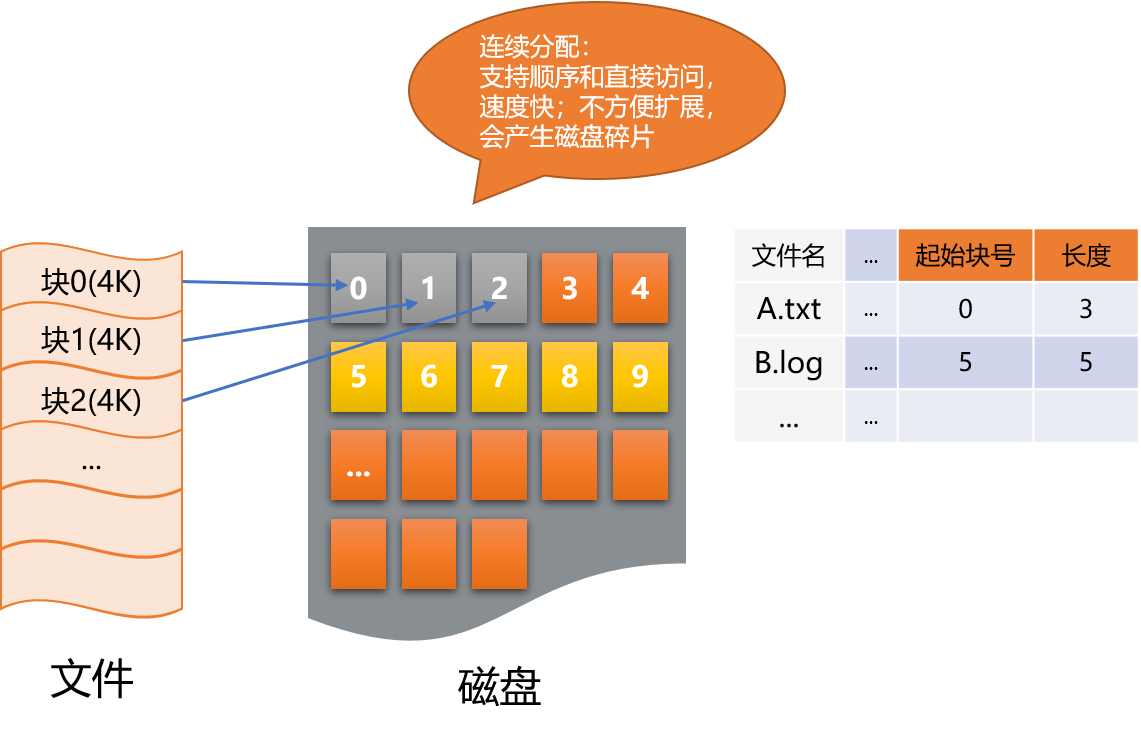 连续分配：
支持顺序和直接访问，
速度快；不方便扩展，
会产生磁盘碎片
块0(4K)
块1(4K)
块2(4K)
...
文件
0 1 2 3 4
5 6 7 8 9
...
磁盘
文件名 ... 起始块号 长度
A.txt ... 0 3
B.log ... 5 5
... ...